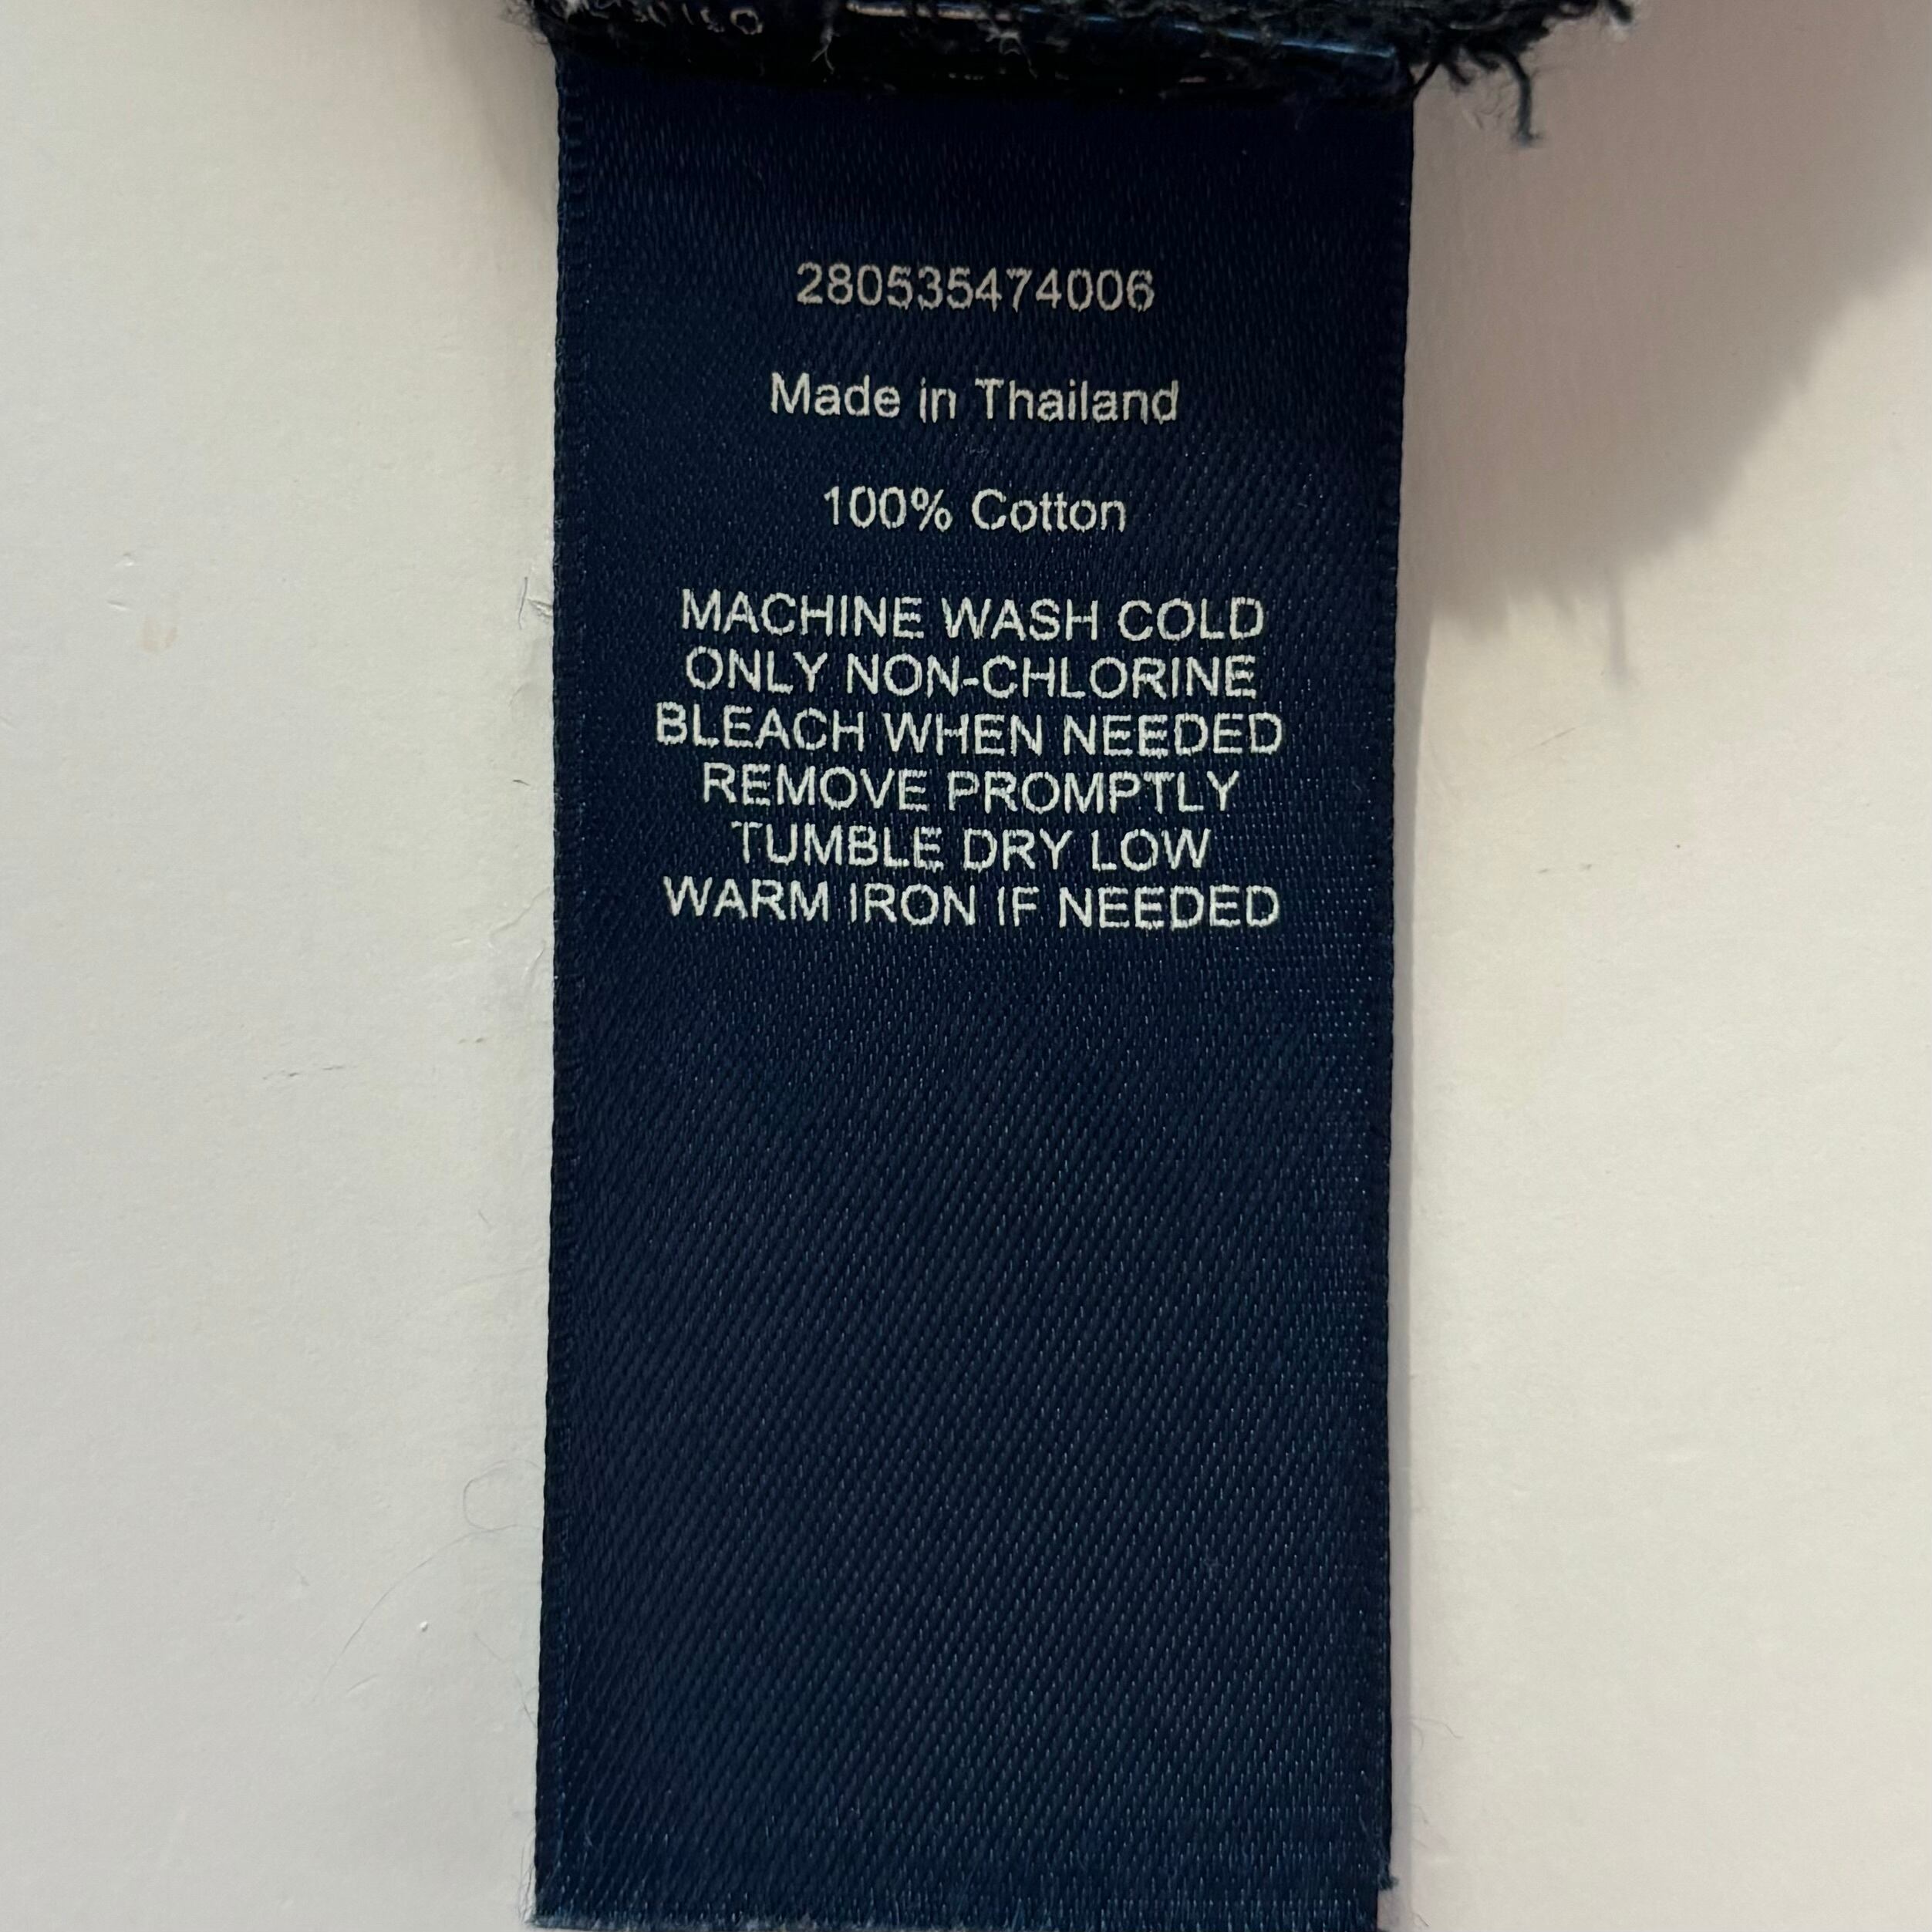 280535474006
Made in Thailand
100% Cotton
MACHINE WASH COLD
ONLY NON-CHLORINE
BLEACH WHEN NEEDED
REMOVE PROMPTLY
TUMBLE DRY LOW
WARM IRON IF NEEDED